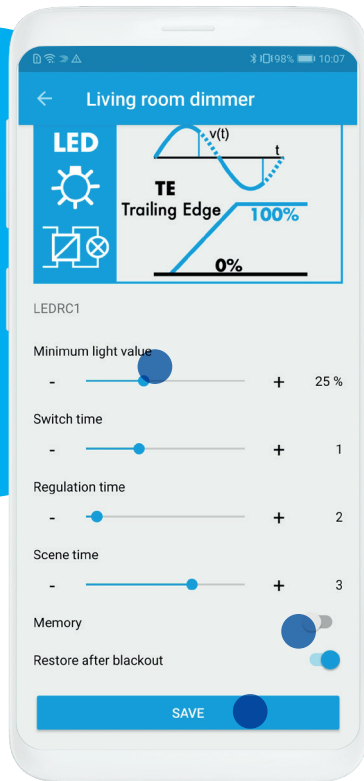 98% 10:07
Living room dimmer
LED
v(t)
t
TE
Trailing Edge
100%
0%
LEDRC1
Minimum light value
- + 25 %
Switch time
- + 1
Regulation time
- + 2
Scene time
- + 3
Memory
Restore after blackout
SAVE